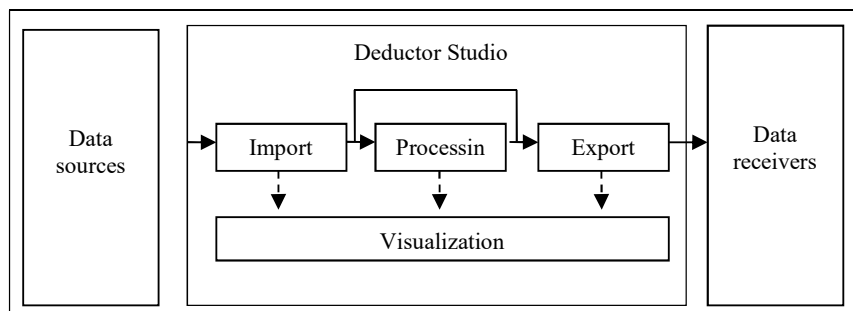 Deductor Studio
Data
sources
Import
Processin
Export
Data
receivers
Visualization